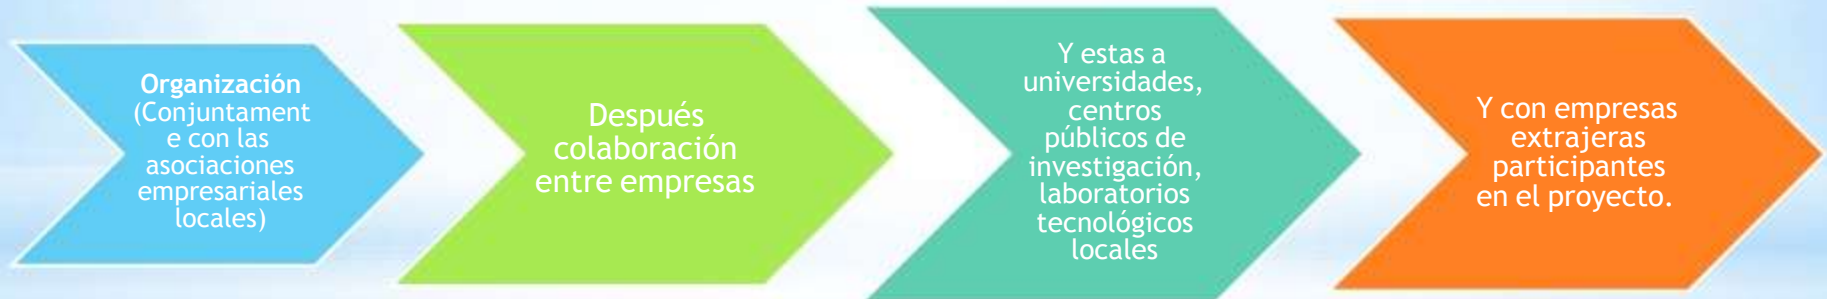 Organización
(Conjuntament
e con las
asociaciones
empresariales
locales)
Después
colaboración
entre empresas
Y estas a
universidades,
centros
públicos de
investigación,
laboratorios
tecnológicos
locales
Y con empresas
extrajeras
participantes
en el proyecto.